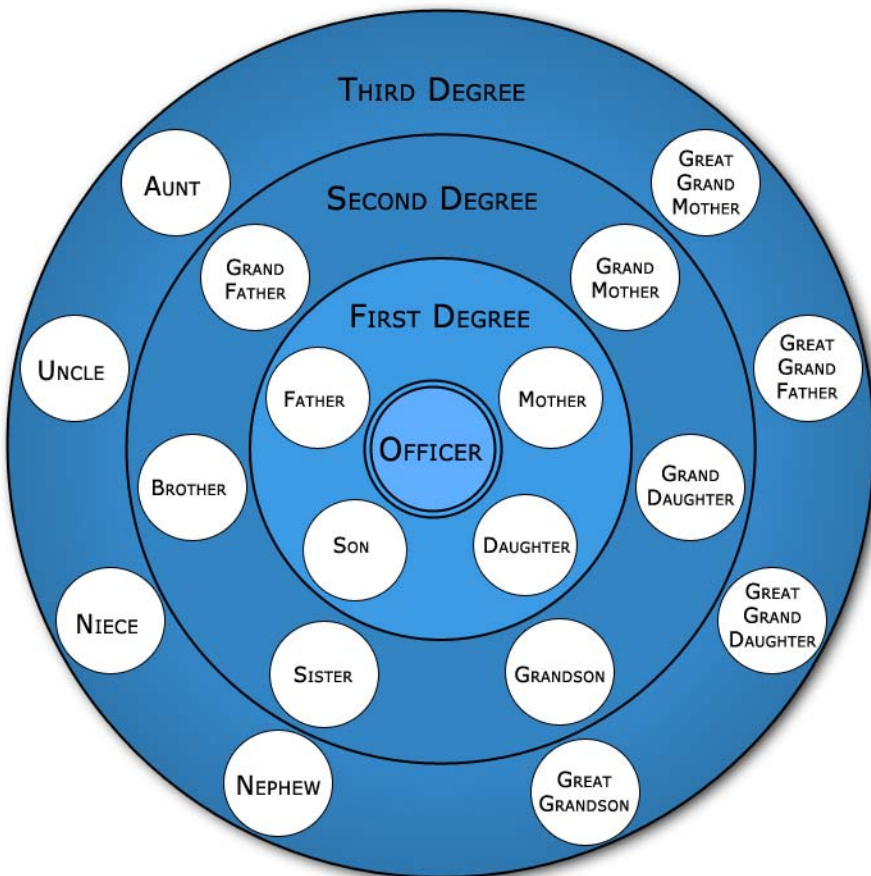 THIRD DEGREE
AUNT
GREAT
GRAND
MOTHER
SECOND DEGREE
GRAND
FATHER
GRAND
MOTHER
FIRST DEGREE
UNCLE
GREAT
GRAND
FATHER
FATHER
MOTHER
OFFICER
BROTHER
GRAND
DAUGHTER
SON
DAUGHTER
NIECE
GREAT
GRAND
DAUGHTER
SISTER
GRANDSON
NEPHEW
GREAT
GRANDSON